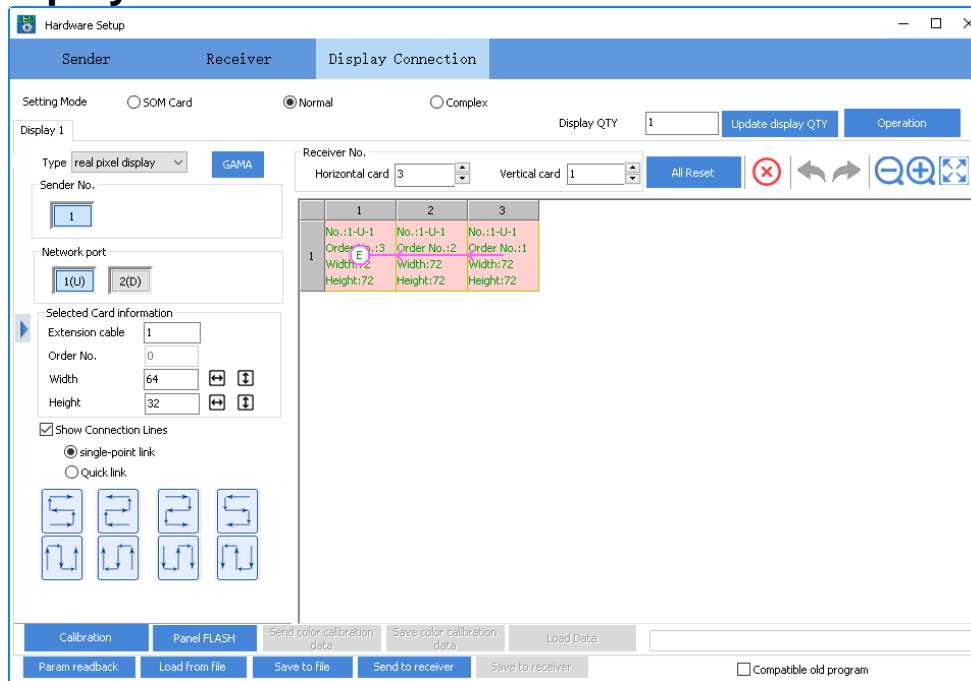 Hardware Setup
Sender Receiver Display Connection
Setting Mode SOM Card Normal Complex
Display QTY 1 Update display QTY Operation
Display 1
Type real pixel display GAMA
Receiver No.
Horizontal card 3 Vertical card 1 All Reset
Sender No.
1
Network port
1(U) 2(D)
Selected Card information
Extension cable 1
Order No. 0
Width 64
Height 32
Show Connection Lines
single-point link
Quick link
1 2 3
1
No.:1-U-1 No.:1-U-1 No.:1-U-1
Order No.:3 Order No.:2 Order No.:1
Width:72 Width:72 Width:72
Height:72 Height:72 Height:72
E
Calibration Panel FLASH Send color calibration data Save color calibration data Load Data
Param readback Load from file Save to file Send to receiver Save to receiver Compatible old program